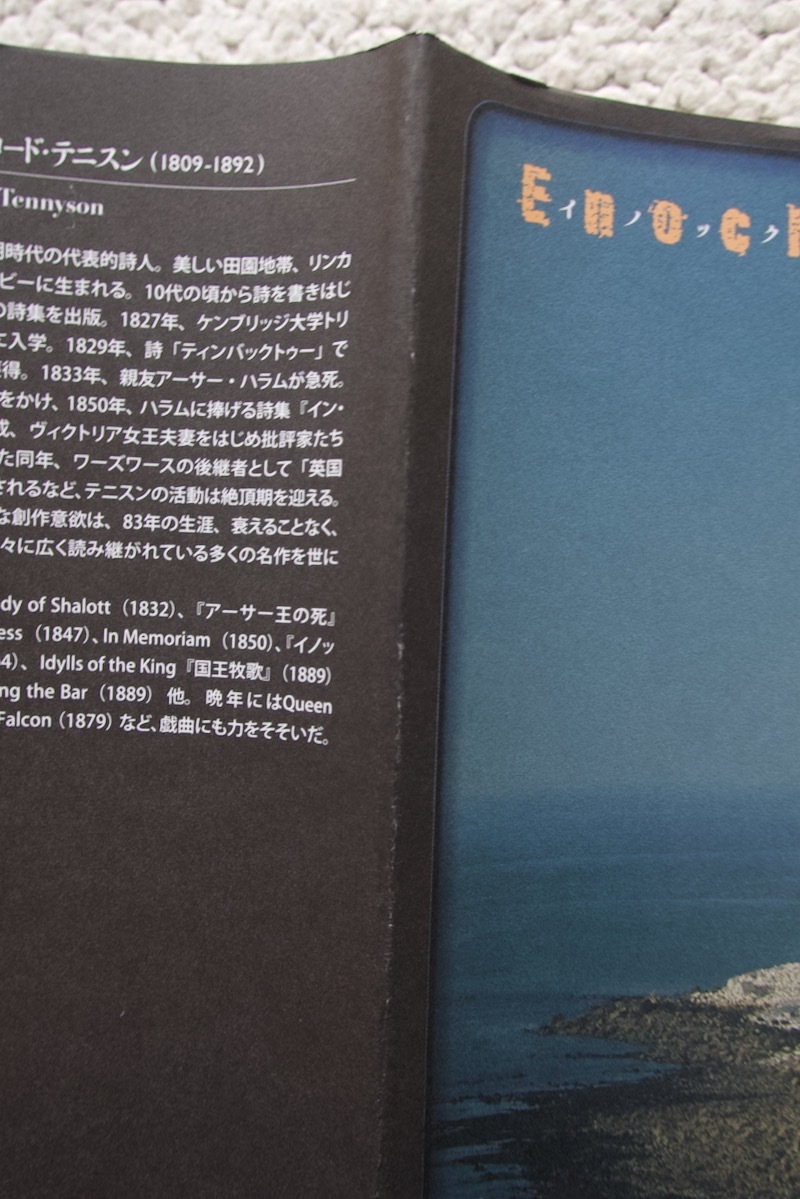 ード・テニスン（1809-1892）
Tennyson
時代の代表的詩人。美しい田園地帯、リンカ
ビーに生まれる。10代の頃から詩を書きはじ
の詩集を出版。1827年、ケンブリッジ大学トリ
に入学。1829年、詩「ティンバックトゥー」で
得。1833年、親友アーサー・ハラムが急死。
をかけ、1850年、ハラムに捧げる詩集『イン・
成、ヴィクトリア女王夫妻をはじめ批評家たち
た同年、ワーズワースの後継者として「英国
されるなど、テニスンの活動は絶頂期を迎える。
な創作意欲は、83年の生涯、衰えることなく、
々に広く読み継がれている多くの名作を世に
dy of Shalott（1832）、『アーサー王の死』
ess（1847）、In Memoriam（1850）、『イノッ
4）、Idylls of the King『国王牧歌』（1889）
ng the Bar（1889）他。晩年にはQueen
Falcon（1879）など、戯曲にも力をそそいだ。
Enoch
イノック